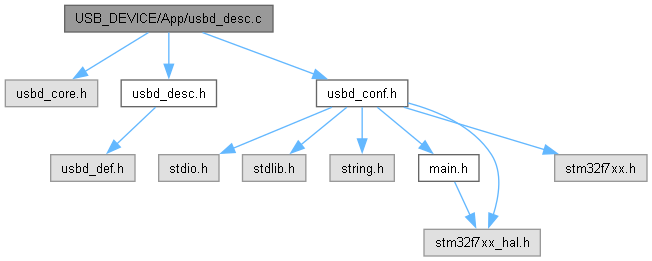 USB_DEVICE/App/usbd_desc.c
usbd_core.h
usbd_desc.h
usbd_conf.h
usbd_def.h
stdio.h
stdlib.h
string.h
main.h
stm32f7xx.h
stm32f7xx_hal.h